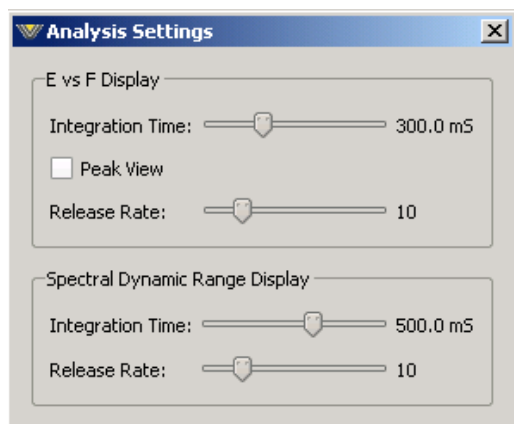 Analysis Settings
E vs F Display
Integration Time: 300.0 mS
Peak View
Release Rate: 10
Spectral Dynamic Range Display
Integration Time: 500.0 mS
Release Rate: 10